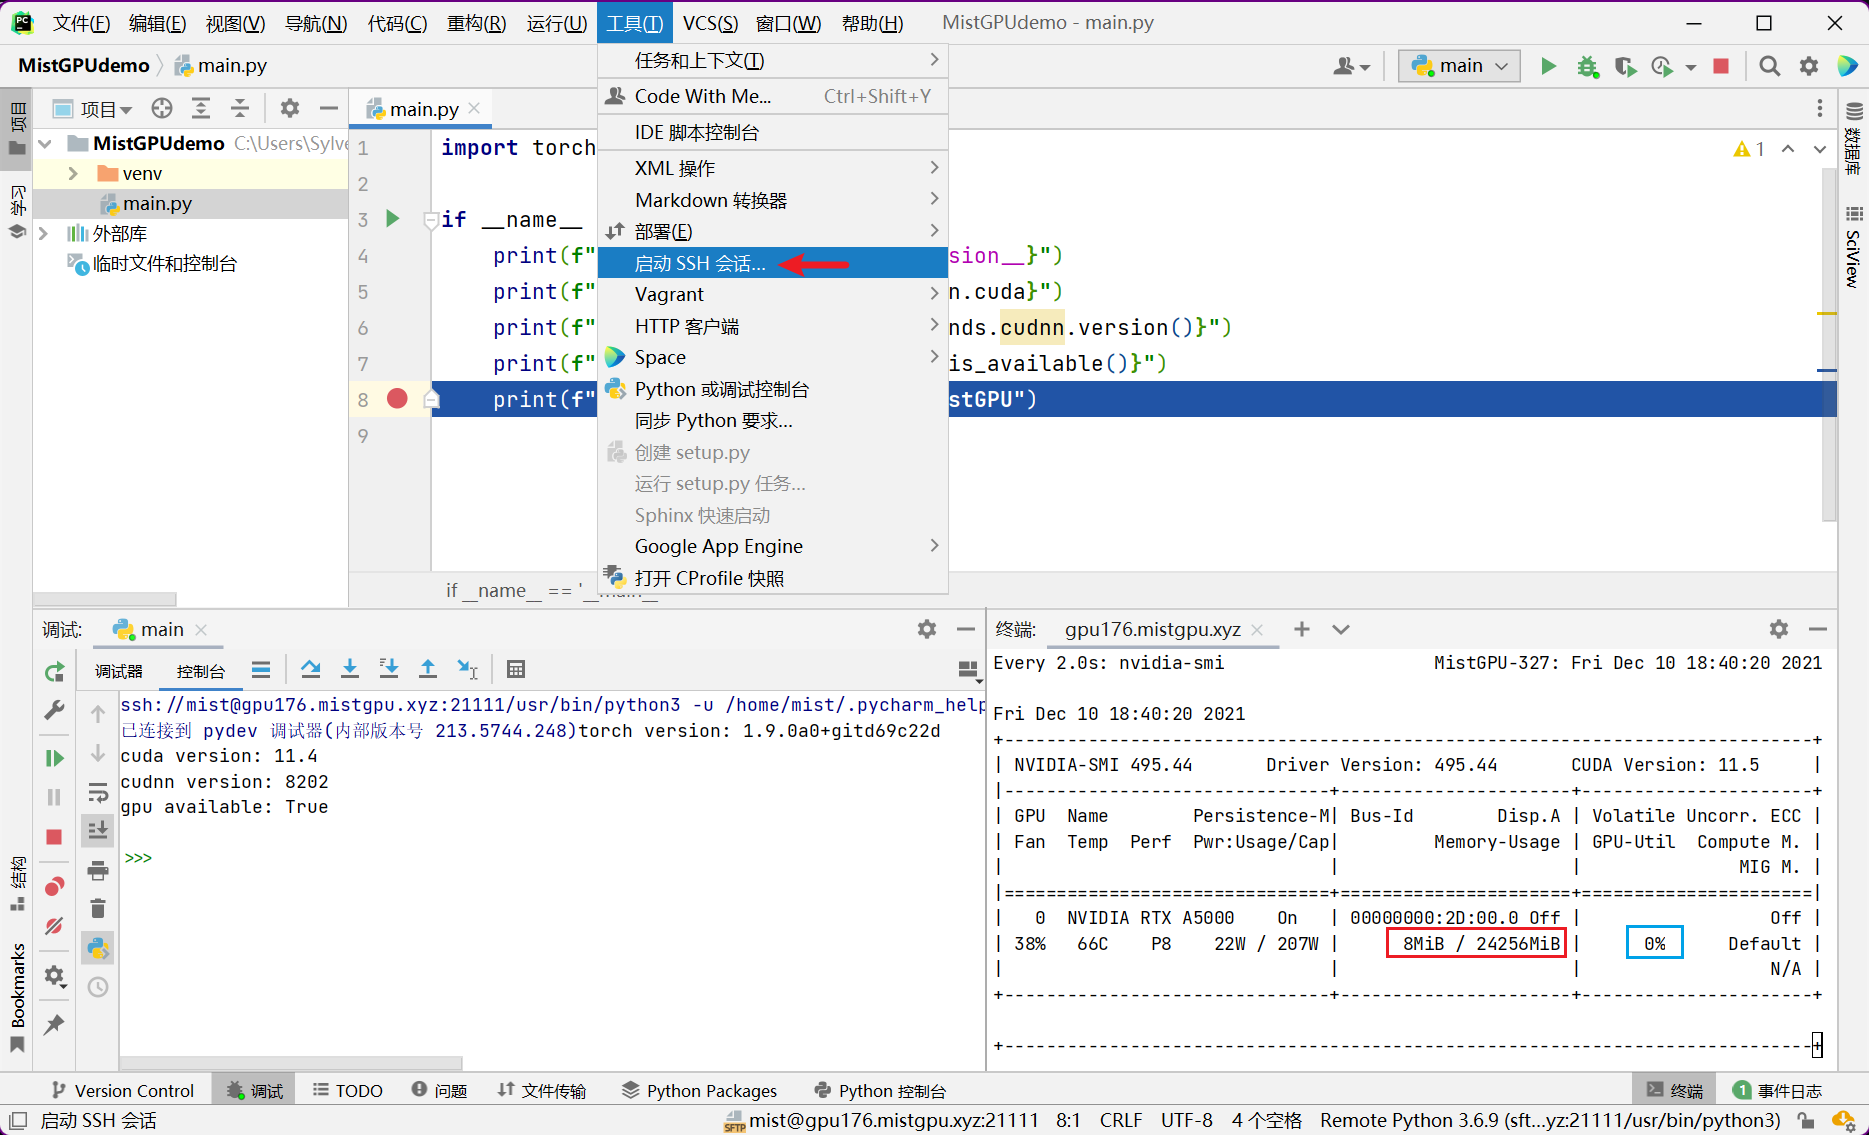 文件(F) 编辑(E) 视图(V) 导航(N) 代码(C) 重构(R) 运行(U) 工具(T) VCS(S) 窗口(W) 帮助(H) MistGPUdemo - main.py
MistGPUdemo main.py
main
项目
main.py
MistGPUdemo C:\Users\Sylve
venv
main.py
外部库
临时文件和控制台
项目
学习
结构
Bookmarks
1 import torch
2
3 if __name__
4 print(f" sion__}")
5 print(f" n.cuda}")
6 print(f" nds.cudnn.version()}")
7 print(f" is_available()}")
8 print(f" stGPU")
9
if __name__ == '__main__
1
数据库
SciView
任务和上下文(T)
Code With Me... Ctrl+Shift+Y
IDE 脚本控制台
XML 操作
Markdown 转换器
部署(E)
启动 SSH 会话...
Vagrant
HTTP 客户端
Space
Python 或调试控制台
同步 Python 要求...
创建 setup.py
运行 setup.py 任务...
Sphinx 快速启动
Google App Engine
打开 CProfile 快照
调试: main
调试器 控制台
ssh://mist@gpu176.mistgpu.xyz:21111/usr/bin/python3 -u /home/mist/.pycharm_help
已连接到 pydev 调试器(内部版本号 213.5744.248)torch version: 1.9.0a0+gitd69c22d
cuda version: 11.4
cudnn version: 8202
gpu available: True
>>>
终端: gpu176.mistgpu.xyz
Every 2.0s: nvidia-smi MistGPU-327: Fri Dec 10 18:40:20 2021
Fri Dec 10 18:40:20 2021
+-------------------------------+----------------------+----------------------+
| NVIDIA-SMI 495.44 Driver Version: 495.44 CUDA Version: 11.5 |
|-------------------------------+----------------------+----------------------+
| GPU Name Persistence-M| Bus-Id Disp.A | Volatile Uncorr. ECC |
| Fan Temp Perf Pwr:Usage/Cap| Memory-Usage | GPU-Util Compute M. |
| | | MIG M. |
|===============================+======================+======================|
| 0 NVIDIA RTX A5000 On | 00000000:2D:00.0 Off | Off |
| 38% 66C P8 22W / 207W | 8MiB / 24256MiB | 0% Default |
| | | N/A |
+-------------------------------+----------------------+----------------------+
+-----------------------------------------------------------------------------+
Version Control 调试 TODO 问题 文件传输 Python Packages Python 控制台 终端 1 事件日志
启动 SSH 会话 SFTP mist@gpu176.mistgpu.xyz:21111 8:1 CRLF UTF-8 4 个空格 Remote Python 3.6.9 (sft...yz:21111/usr/bin/python3)